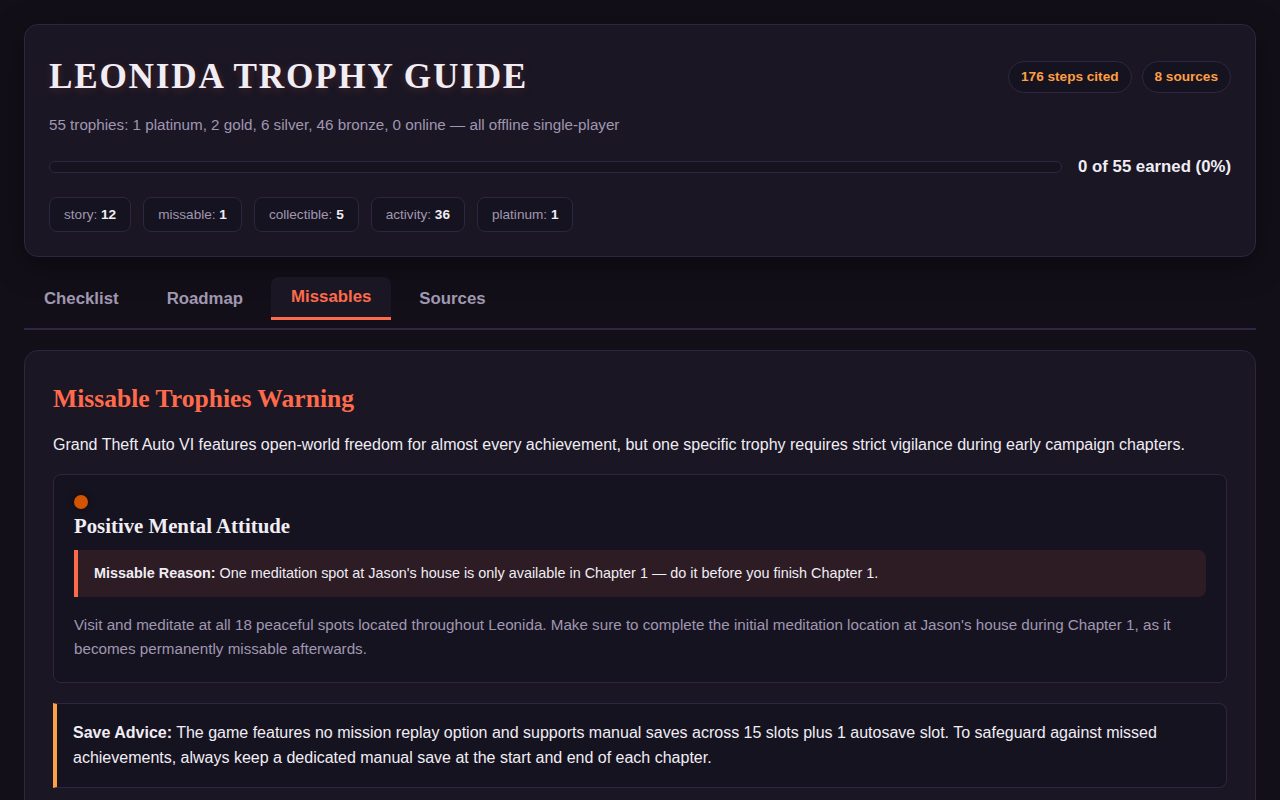 LEONIDA TROPHY GUIDE
176 steps cited
8 sources
55 trophies: 1 platinum, 2 gold, 6 silver, 46 bronze, 0 online — all offline single-player
0 of 55 earned (0%)
story: 12
missable: 1
collectible: 5
activity: 36
platinum: 1
Checklist
Roadmap
Missables
Sources
Missable Trophies Warning
Grand Theft Auto VI features open-world freedom for almost every achievement, but one specific trophy requires strict vigilance during early campaign chapters.
Positive Mental Attitude
Missable Reason: One meditation spot at Jason's house is only available in Chapter 1 — do it before you finish Chapter 1.
Visit and meditate at all 18 peaceful spots located throughout Leonida. Make sure to complete the initial meditation location at Jason's house during Chapter 1, as it
becomes permanently missable afterwards.
Save Advice: The game features no mission replay option and supports manual saves across 15 slots plus 1 autosave slot. To safeguard against missed
achievements, always keep a dedicated manual save at the start and end of each chapter.